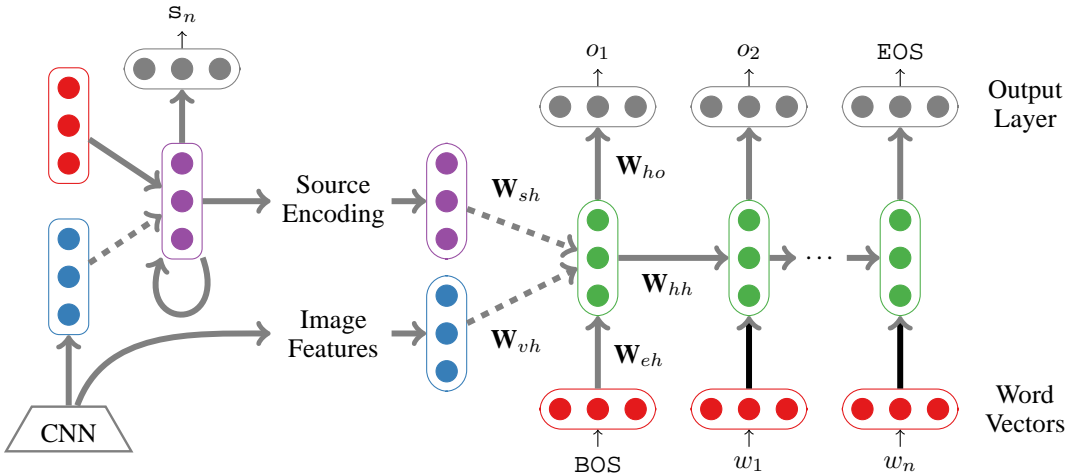 s_n
o_1
o_2
EOS
Output
Layer
W_ho
Source
Encoding
W_sh
W_hh
...
Image
Features
W_vh
W_eh
CNN
Word
Vectors
BOS
w_1
w_n